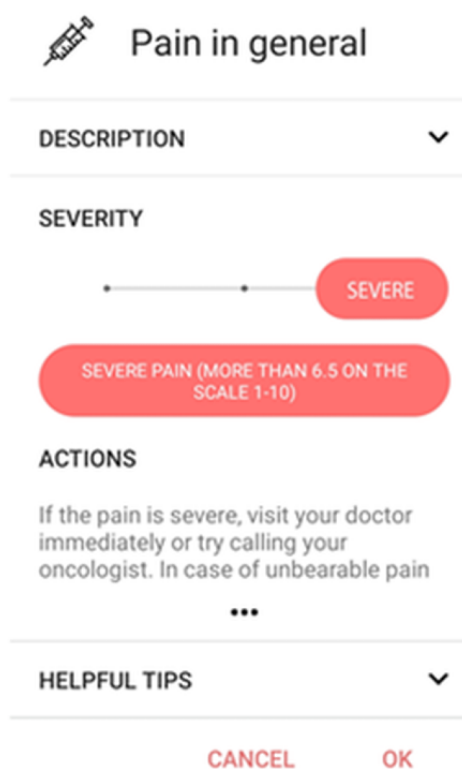 Pain in general
DESCRIPTION
SEVERITY
SEVERE
SEVERE PAIN (MORE THAN 6.5 ON THE
SCALE 1-10)
ACTIONS
If the pain is severe, visit your doctor
immediately or try calling your
oncologist. In case of unbearable pain
•••
HELPFUL TIPS
CANCEL OK